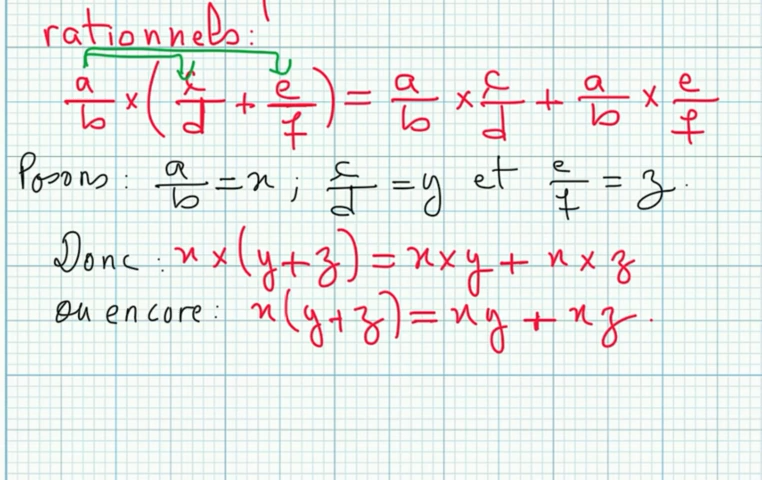 rationnels:
a/b × (c/d + e/f) = a/b × c/d + a/b × e/f
Posons: a/b = x ; c/d = y et e/f = z.
Donc: x × (y + z) = x × y + x × z
ou encore: x(y + z) = xy + xz.